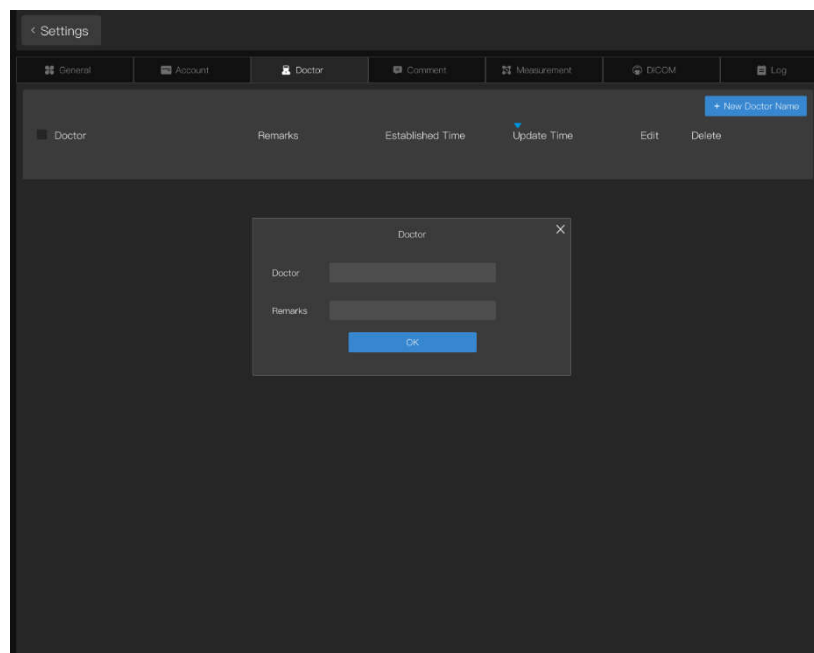 < Settings
General Account Doctor Comment Measurement DICOM Log
+ New Doctor Name
Doctor Remarks Established Time Update Time Edit Delete
Doctor
Doctor
Remarks
OK